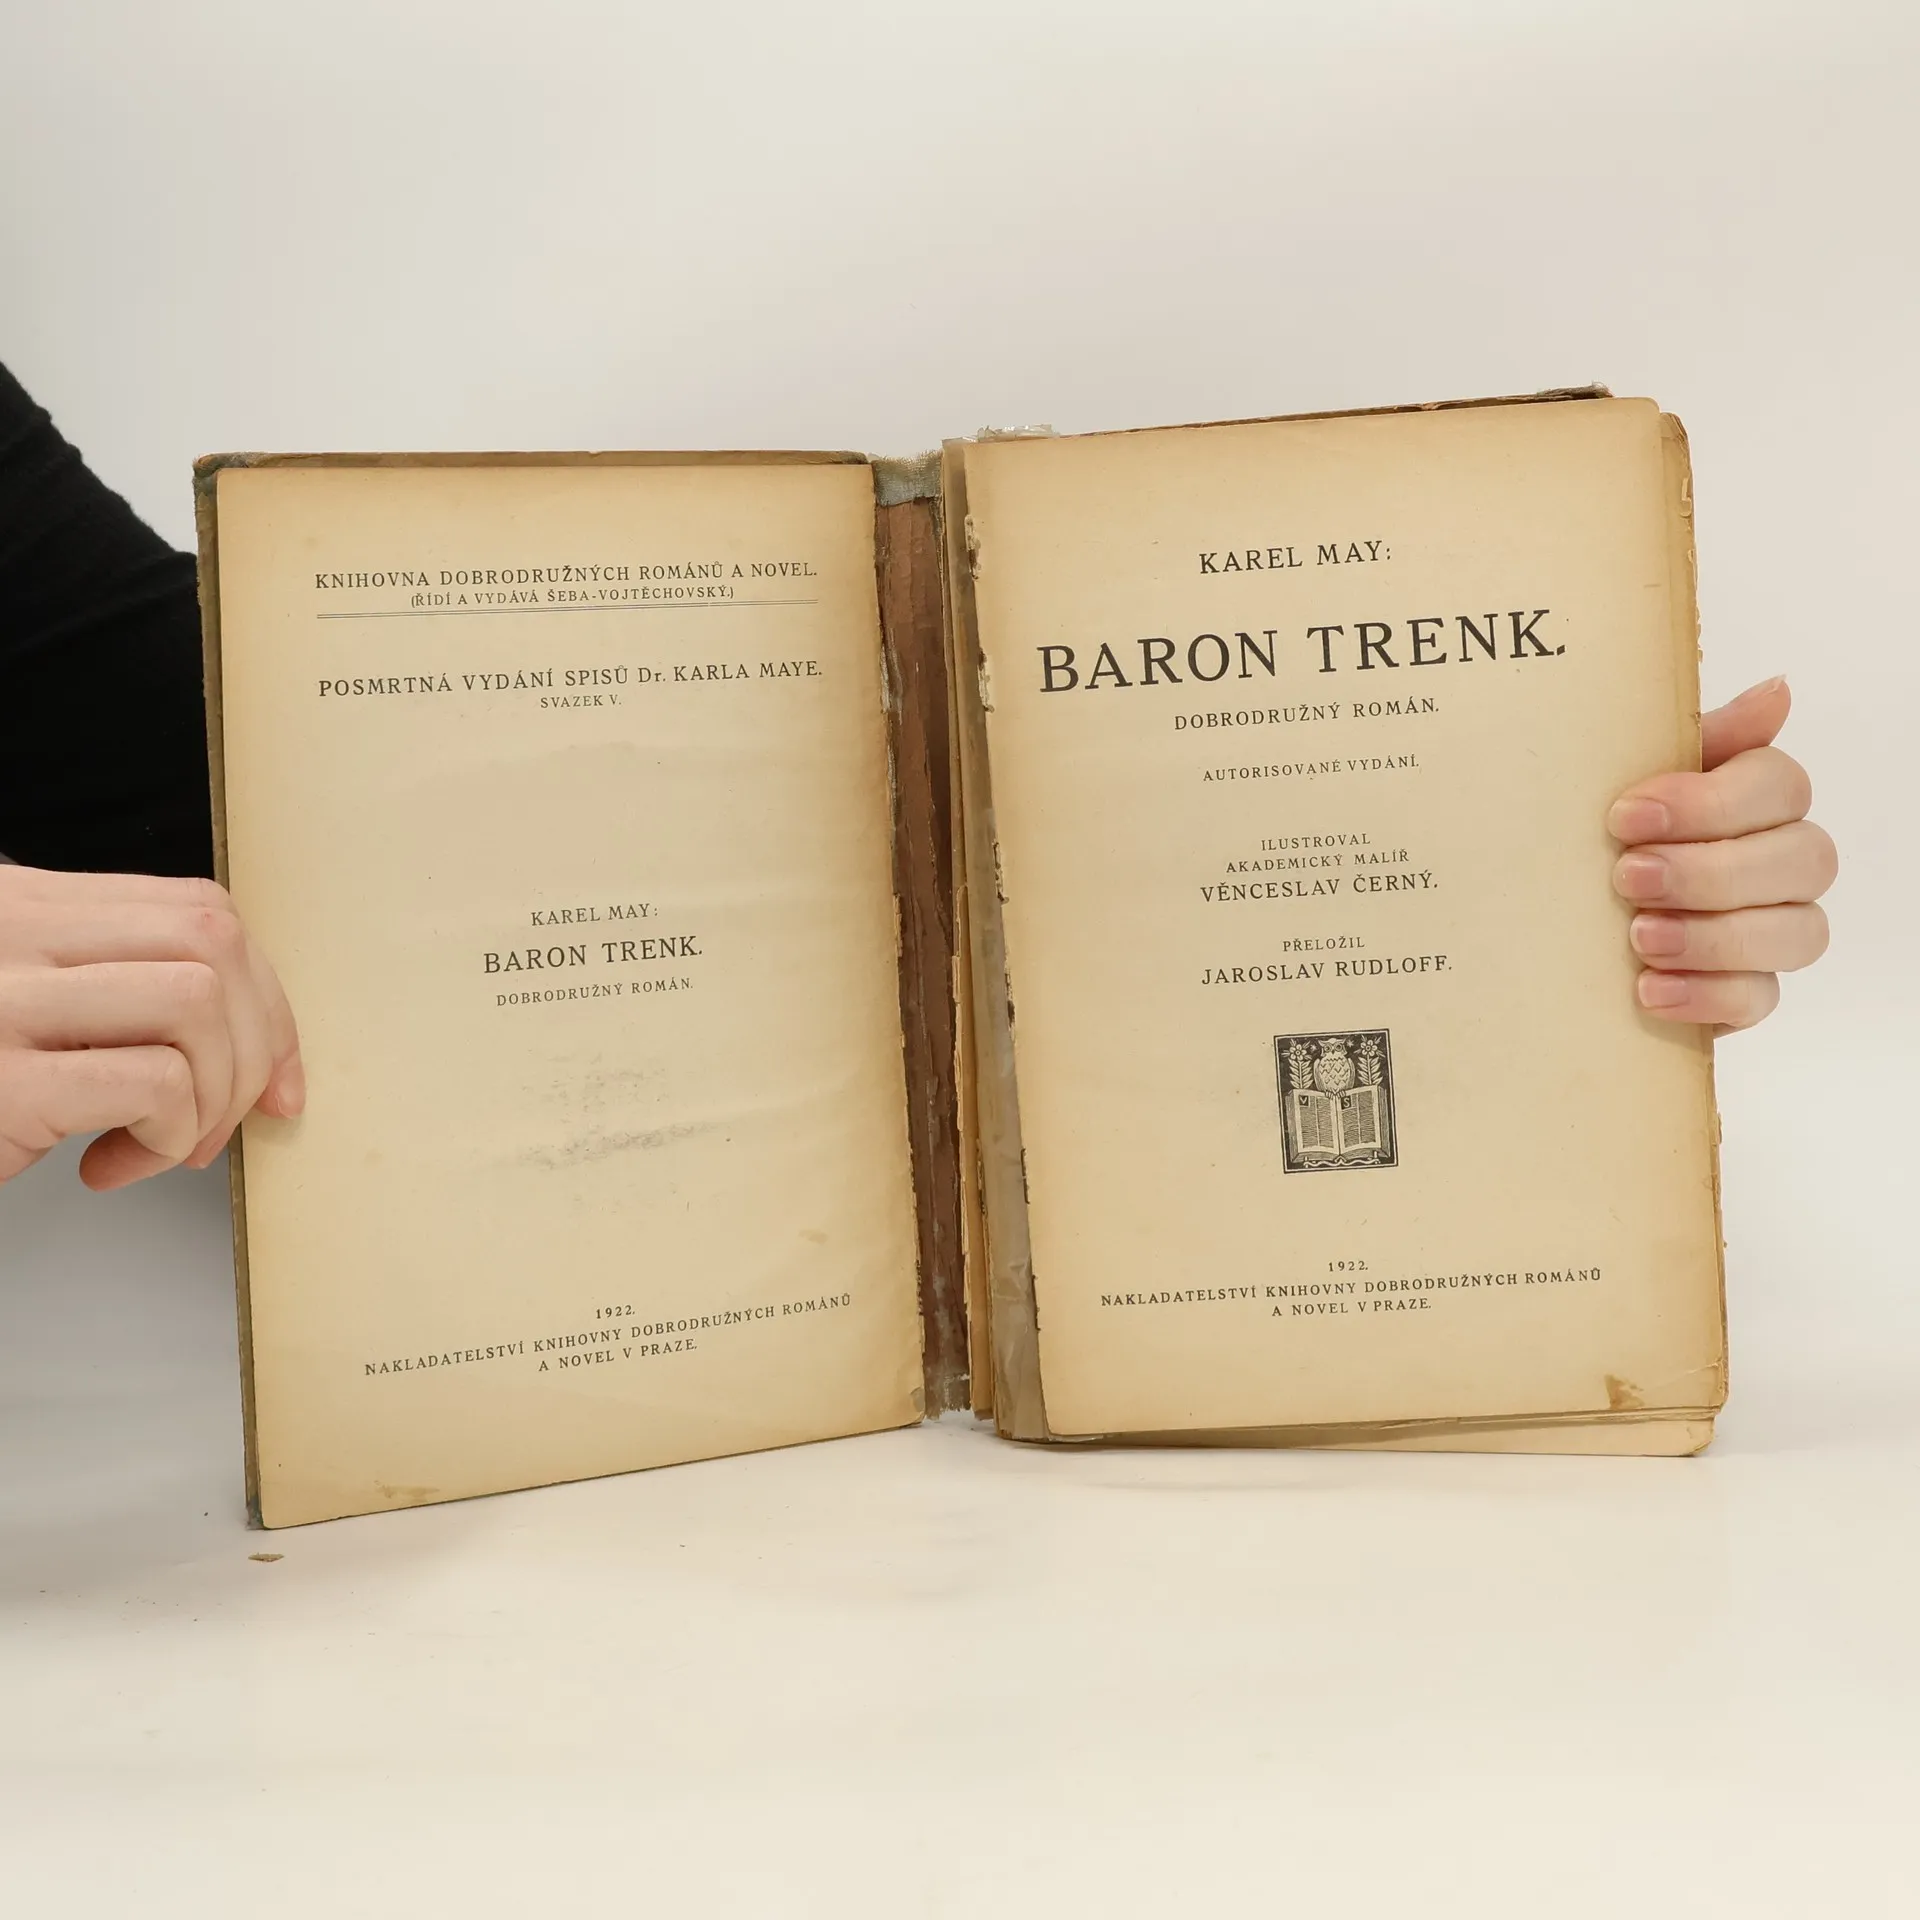 KNIHOVNA DOBRODRUŽNÝCH ROMÁNŮ A NOVEL.
(ŘÍDÍ A VYDÁVÁ ŠEBA-VOJTĚCHOVSKÝ.)
POSMRTNÁ VYDÁNÍ SPISŮ Dr. KARLA MAYE.
SVAZEK V.
KAREL MAY:
BARON TRENK.
DOBRODRUŽNÝ ROMÁN.
1922.
NAKLADATELSTVÍ KNIHOVNY DOBRODRUŽNÝCH ROMÁNŮ
A NOVEL V PRAZE.
KAREL MAY:
BARON TRENK.
DOBRODRUŽNÝ ROMÁN.
AUTORISOVANÉ VYDÁNÍ.
ILUSTROVAL
AKADEMICKÝ MALÍŘ
VĚNCESLAV ČERNÝ.
PŘELOŽIL
JAROSLAV RUDLOFF.
V S
1922.
NAKLADATELSTVÍ KNIHOVNY DOBRODRUŽNÝCH ROMÁNŮ
A NOVEL V PRAZE.